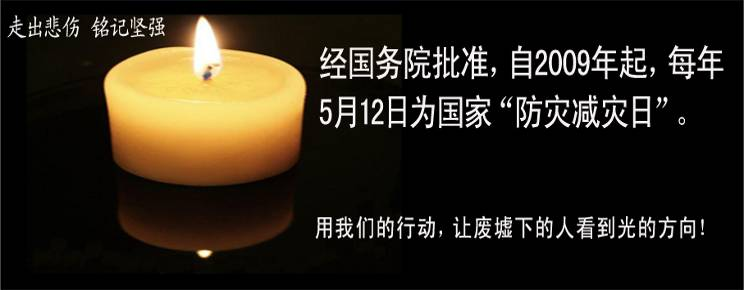 走出悲伤 铭记坚强
经国务院批准,自2009年起,每年
5月12日为国家“防灾减灾日”。
用我们的行动,让废墟下的人看到光的方向!